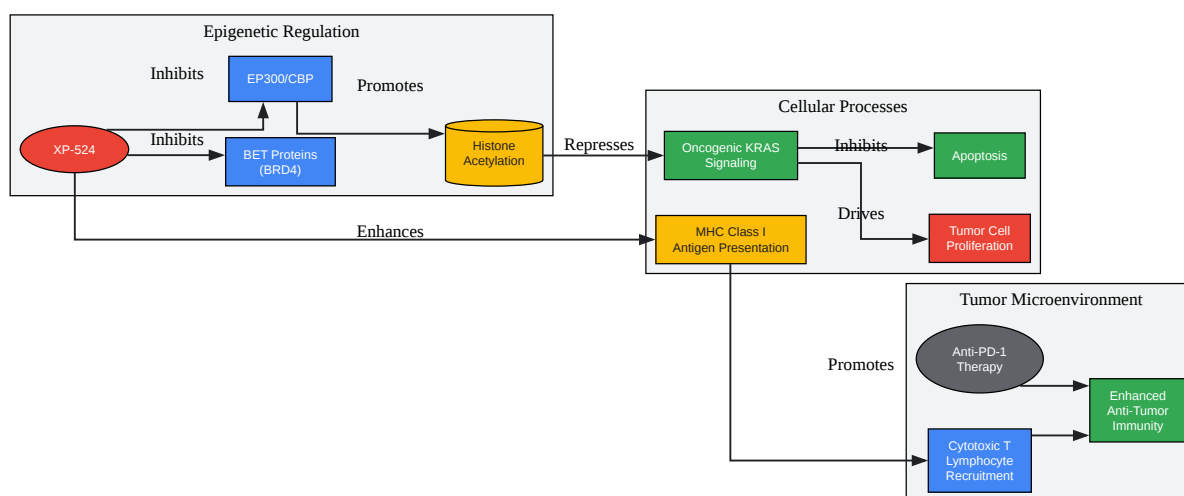 Epigenetic Regulation
Inhibits
EP300/CBP
Promotes
XP-524
Inhibits
BET Proteins
(BRD4)
Histone
Acetylation
Represses
Enhances
Cellular Processes
Oncogenic KRAS
Signaling
Inhibits
Apoptosis
Drives
MHC Class I
Antigen Presentation
Tumor Cell
Proliferation
Tumor Microenvironment
Promotes
Anti-PD-1
Therapy
Enhanced
Anti-Tumor
Immunity
Cytotoxic T
Lymphocyte
Recruitment